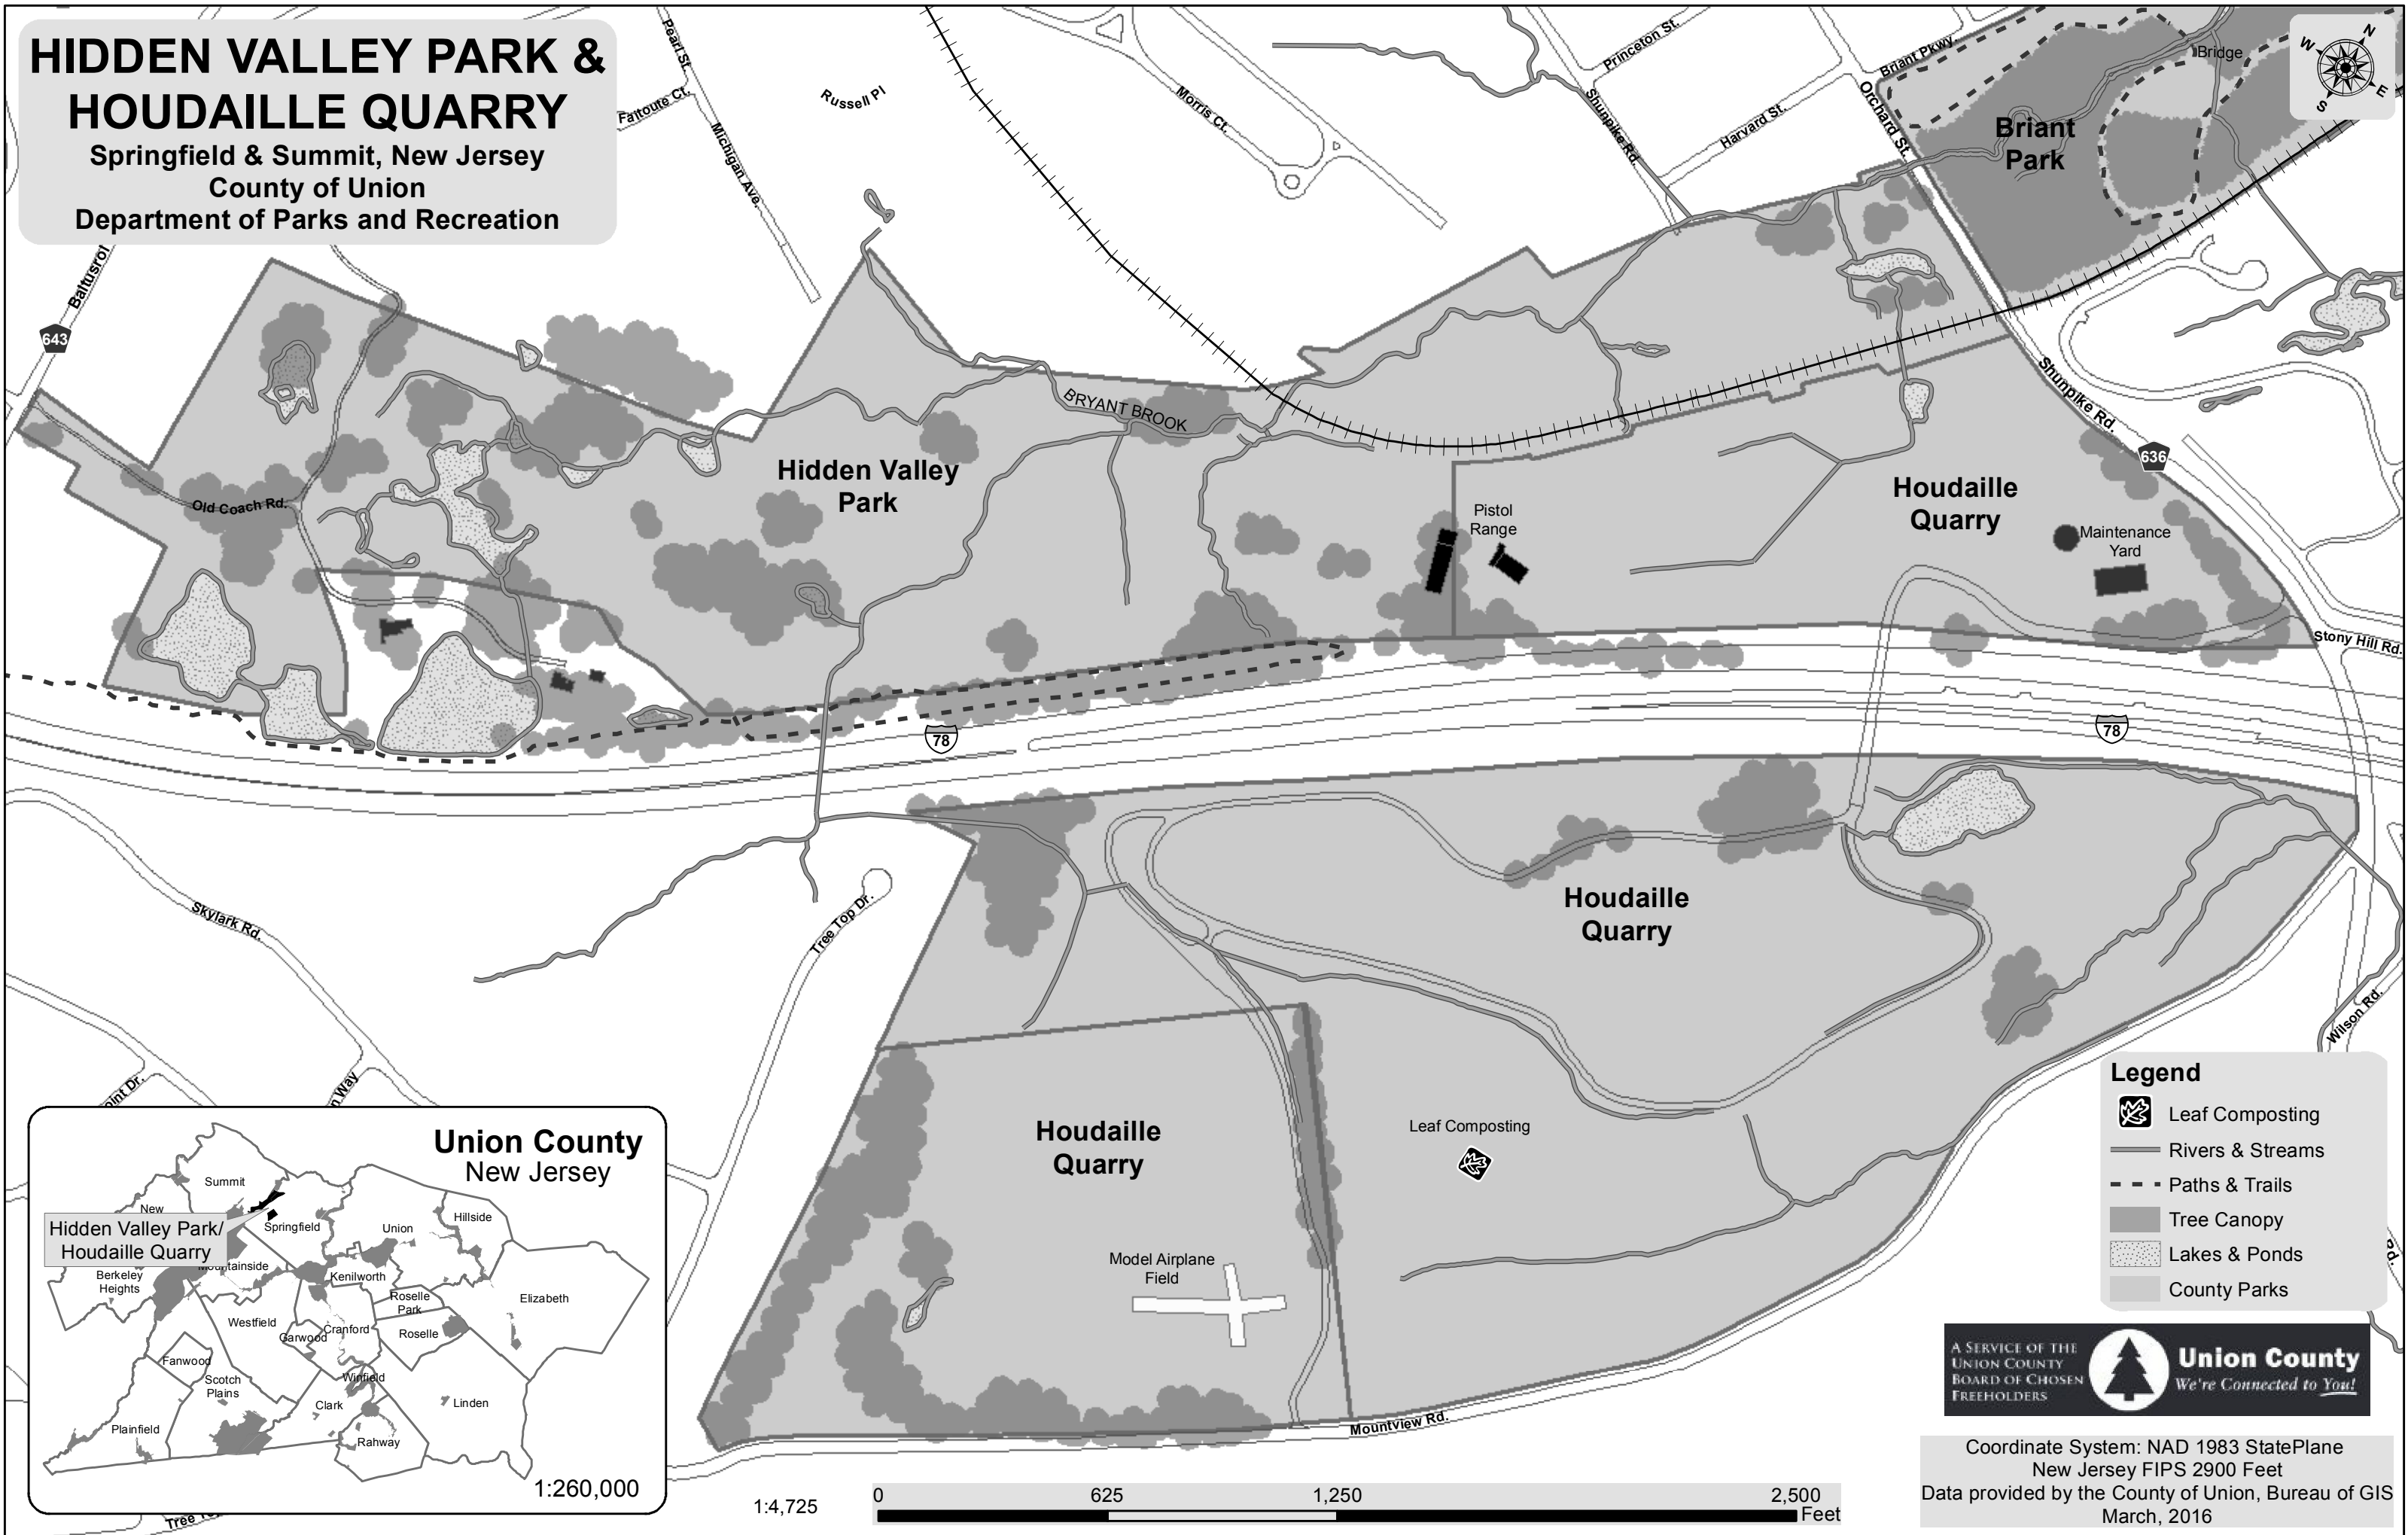 HIDDEN VALLEY PARK &
HOUDAILLE QUARRY
Springfield & Summit, New Jersey
County of Union
Department of Parks and Recreation
Pearl St.
Faltoute Ct.
Michigan Ave.
Russell Pl
Morris Ct.
Princeton St.
Shunpike Rd.
Harvard St.
Briant Pkwy.
Orchard St.
Bridge
Briant
Park
N
W
E
S
Baltusrol
643
Old Coach Rd.
BRYANT BROOK
Hidden Valley
Park
Pistol
Range
Houdaille
Quarry
Shunpike Rd.
636
Maintenance
Yard
Stony Hill Rd.
78
78
Skylark Rd.
Tree Top Dr.
Houdaille
Quarry
Wilson Rd.
oint Dr.
n Way
Houdaille
Quarry
Leaf Composting
Model Airplane
Field
Mountview Rd.
Rd.
Legend
Leaf Composting
Rivers & Streams
Paths & Trails
Tree Canopy
Lakes & Ponds
County Parks
Union County
New Jersey
Summit
New
Hidden Valley Park/
Houdaille Quarry
Springfield
Union
Hillside
Berkeley
Heights
untainside
Kenilworth
Roselle
Park
Elizabeth
Westfield
Garwood
Cranford
Roselle
Fanwood
Scotch
Plains
Winfield
Clark
Linden
Plainfield
Rahway
1:260,000
Tree
1:4,725
0
625
1,250
2,500
Feet
A SERVICE OF THE
UNION COUNTY
BOARD OF CHOSEN
FREEHOLDERS
Union County
We're Connected to You!
Coordinate System: NAD 1983 StatePlane
New Jersey FIPS 2900 Feet
Data provided by the County of Union, Bureau of GIS
March, 2016